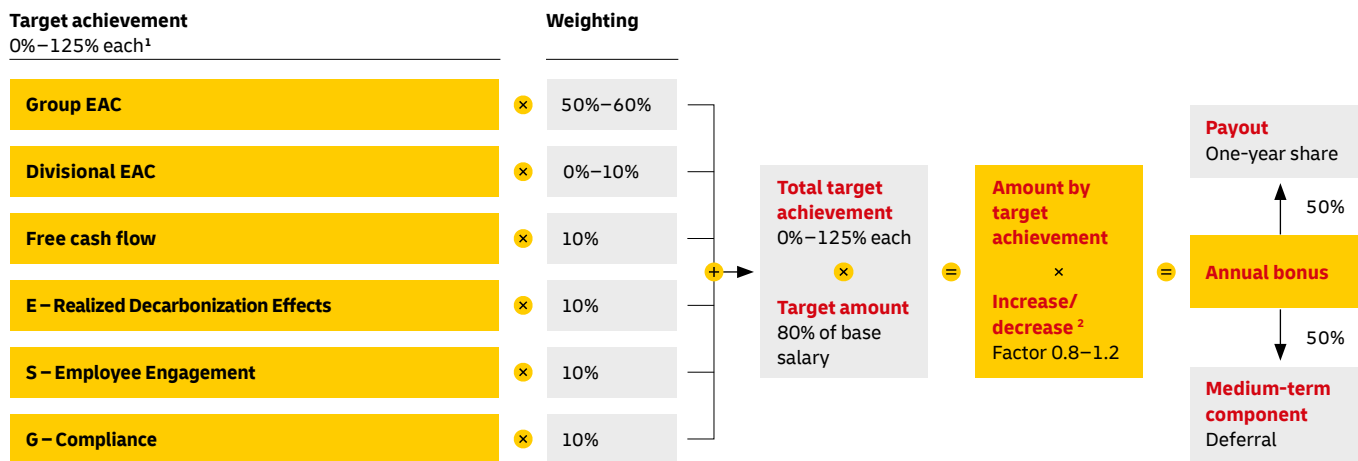 Target achievement
0%–125% each¹
Weighting
Group EAC
×
50%–60%
Divisional EAC
×
0%–10%
Free cash flow
×
10%
E – Realized Decarbonization Effects
×
10%
S – Employee Engagement
×
10%
G – Compliance
×
10%
+
Total target
achievement
0%–125% each
×
Target amount
80% of base
salary
=
Amount by
target
achievement
×
Increase/
decrease ²
Factor 0.8–1.2
=
Payout
One-year share
50%
Annual bonus
50%
Medium-term
component
Deferral